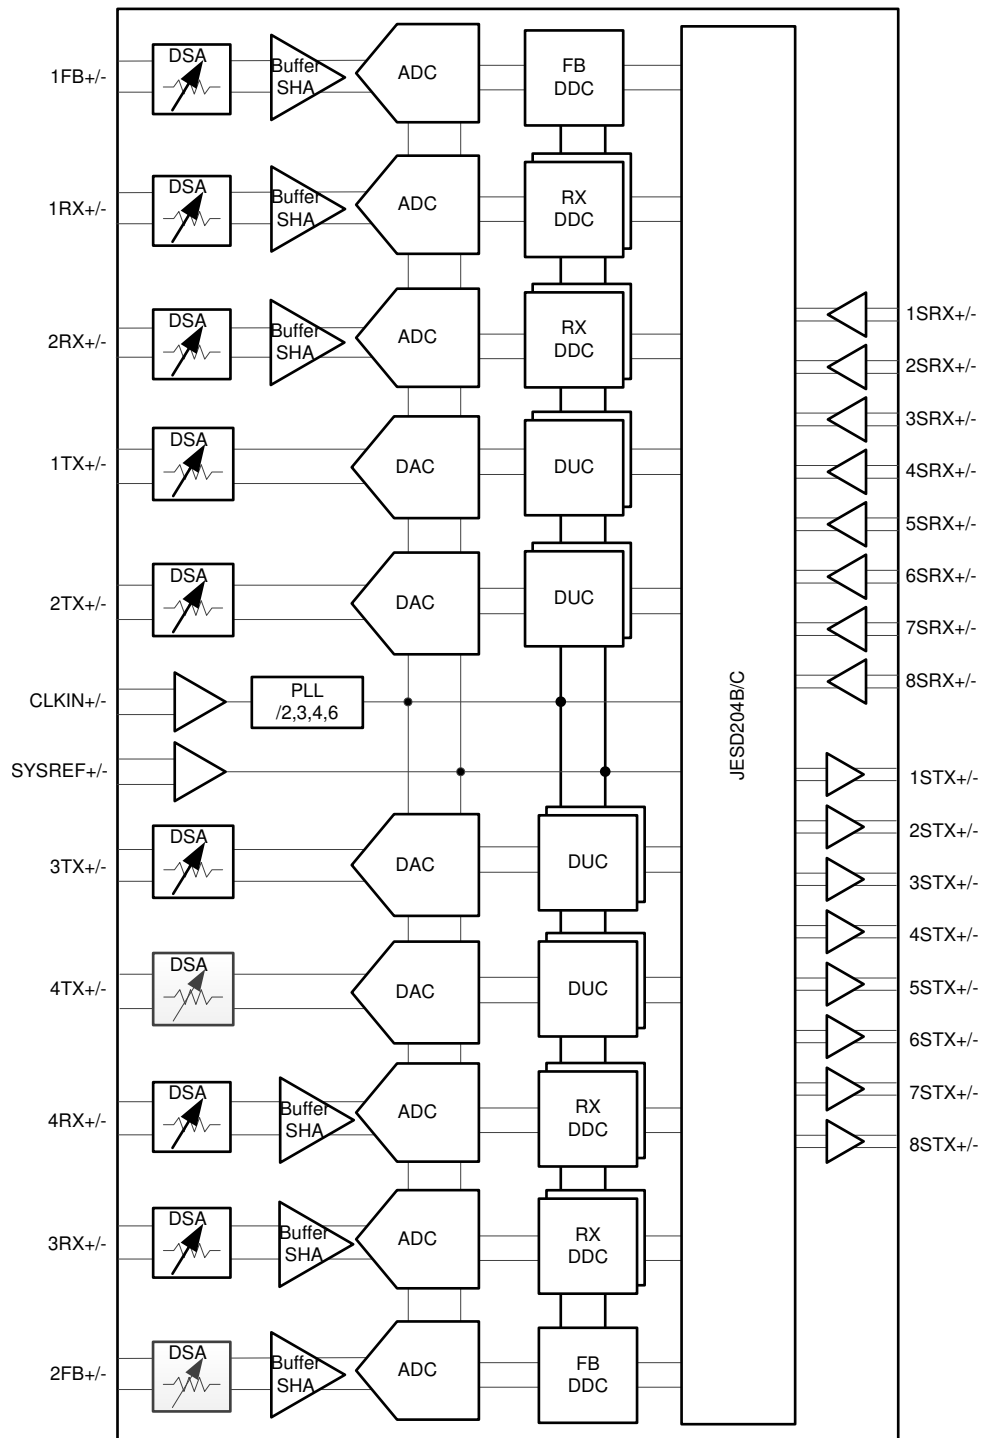 1FB+/-
DSA
Buffer
SHA
ADC
FB
DDC
1RX+/-
DSA
Buffer
SHA
ADC
RX
DDC
2RX+/-
DSA
Buffer
SHA
ADC
RX
DDC
1TX+/-
DSA
DAC
DUC
2TX+/-
DSA
DAC
DUC
CLKIN+/-
PLL
/2,3,4,6
SYSREF+/-
3TX+/-
DSA
DAC
DUC
4TX+/-
DSA
DAC
DUC
4RX+/-
DSA
Buffer
SHA
ADC
RX
DDC
3RX+/-
DSA
Buffer
SHA
ADC
RX
DDC
2FB+/-
DSA
Buffer
SHA
ADC
FB
DDC
JESD204B/C
1SRX+/-
2SRX+/-
3SRX+/-
4SRX+/-
5SRX+/-
6SRX+/-
7SRX+/-
8SRX+/-
1STX+/-
2STX+/-
3STX+/-
4STX+/-
5STX+/-
6STX+/-
7STX+/-
8STX+/-